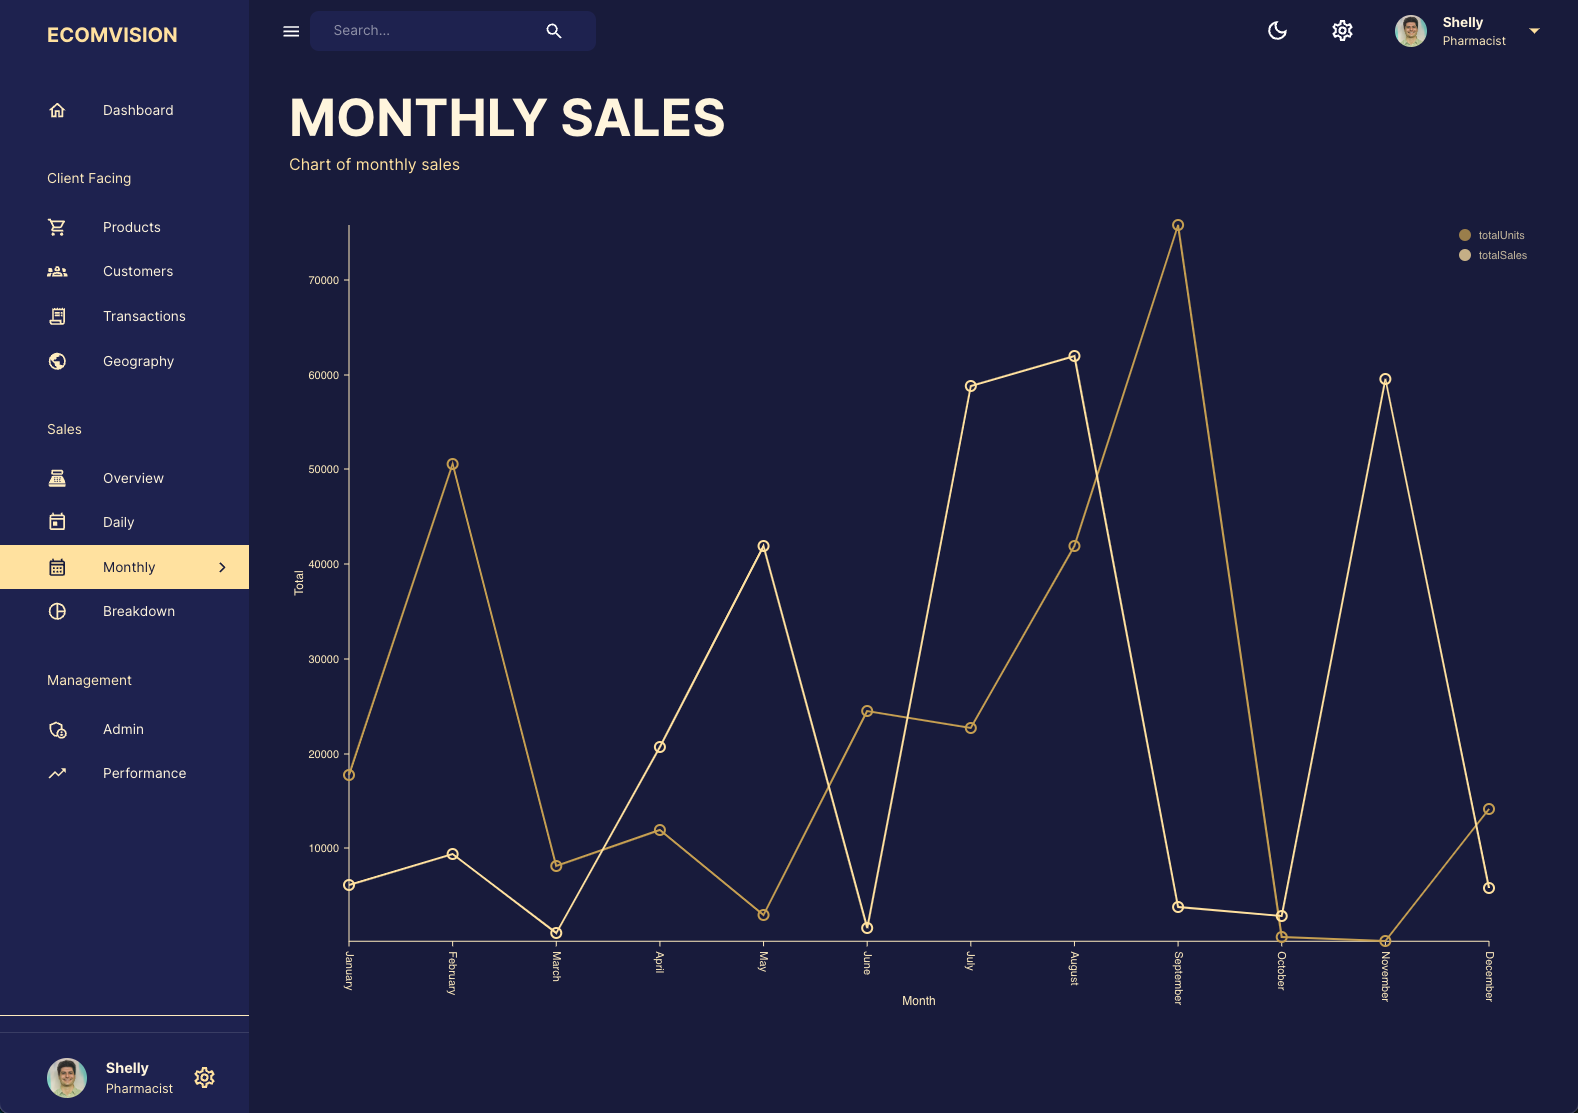 ECOMVISION
Search...
Shelly
Pharmacist
Dashboard
Client Facing
Products
Customers
Transactions
Geography
Sales
Overview
Daily
Monthly
Breakdown
Management
Admin
Performance
Shelly
Pharmacist
MONTHLY SALES
Chart of monthly sales
totalUnits
totalSales
70000
60000
50000
40000
30000
20000
10000
Total
January
February
March
April
May
June
July
August
September
October
November
December
Month